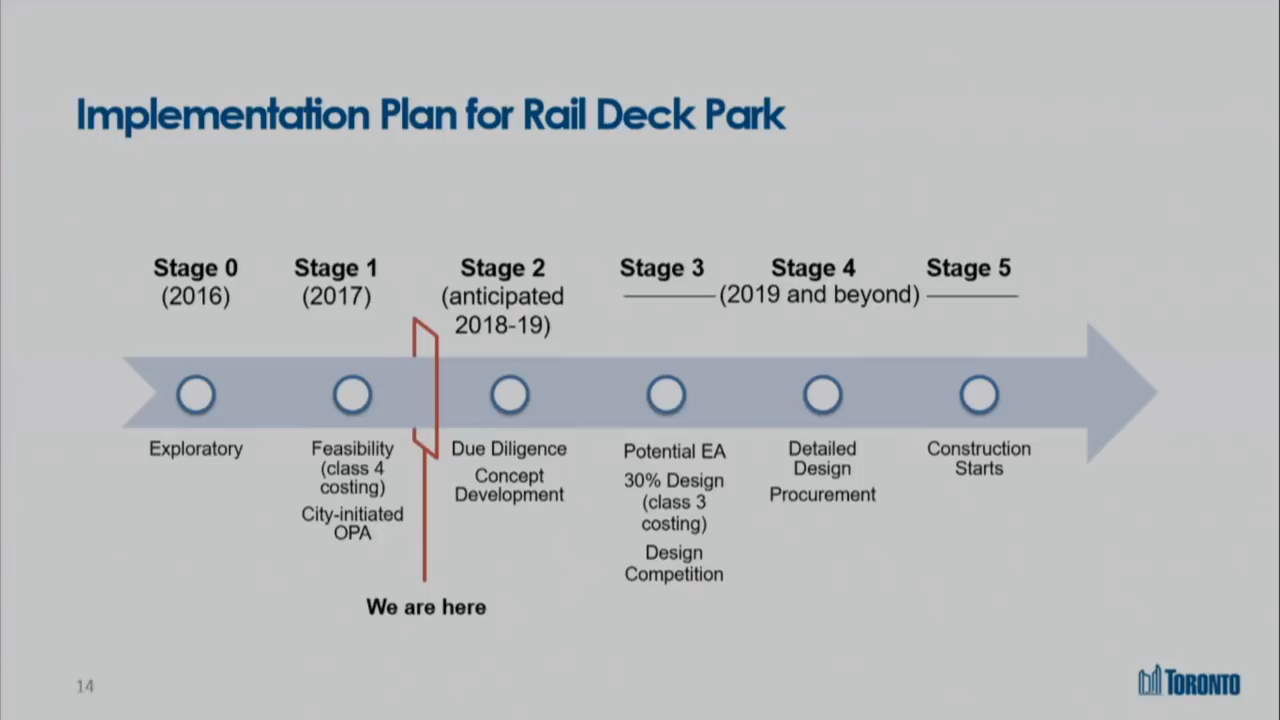 Implementation Plan for Rail Deck Park
Stage 0
(2016)
Stage 1
(2017)
Stage 2
(anticipated
2018-19)
Stage 3
Stage 4
Stage 5
(2019 and beyond)
Exploratory
Feasibility
(class 4
costing)
City-initiated
OPA
Due Diligence
Concept
Development
Potential EA
30% Design
(class 3
costing)
Design
Competition
Detailed
Design
Procurement
Construction
Starts
We are here
14
TORONTO